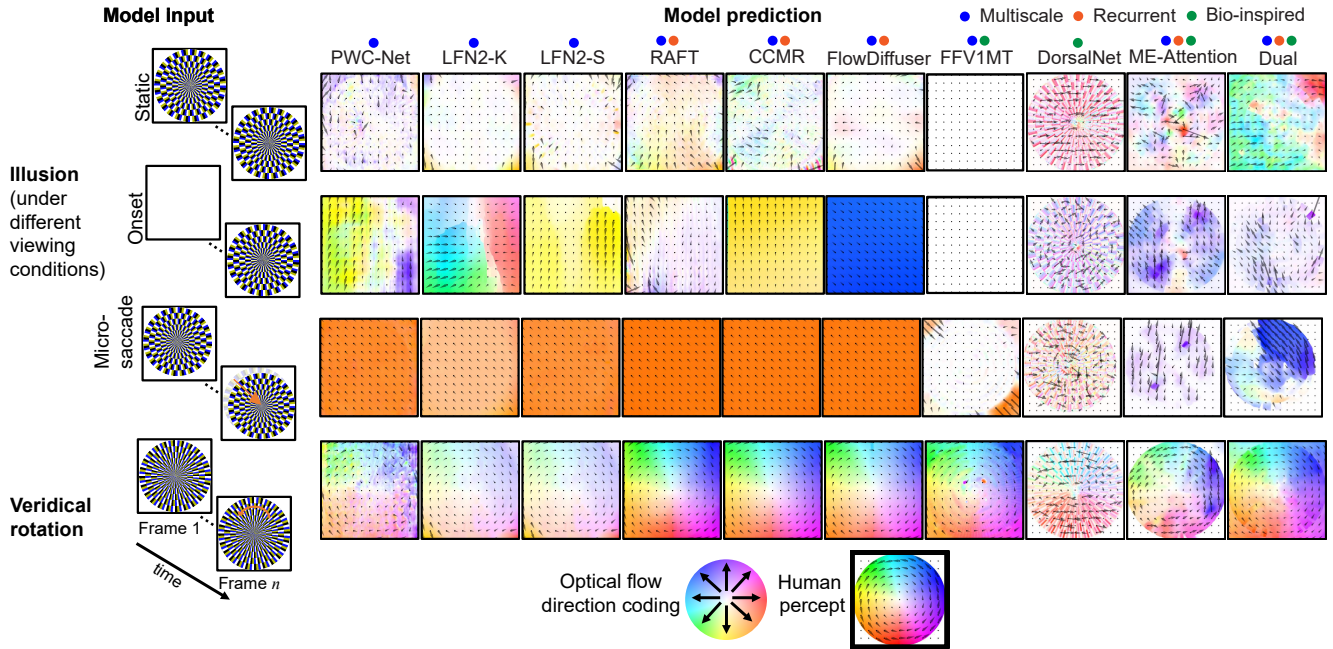 Model Input
Model prediction
Multiscale
Recurrent
Bio-inspired
PWC-Net
LFN2-K
LFN2-S
RAFT
CCMR
FlowDiffuser
FFV1MT
DorsalNet
ME-Attention
Dual
Static
Illusion
(under
different
viewing
conditions)
Onset
Micro-
saccade
Veridical
rotation
Frame 1
Frame n
time
Optical flow
direction coding
Human
percept